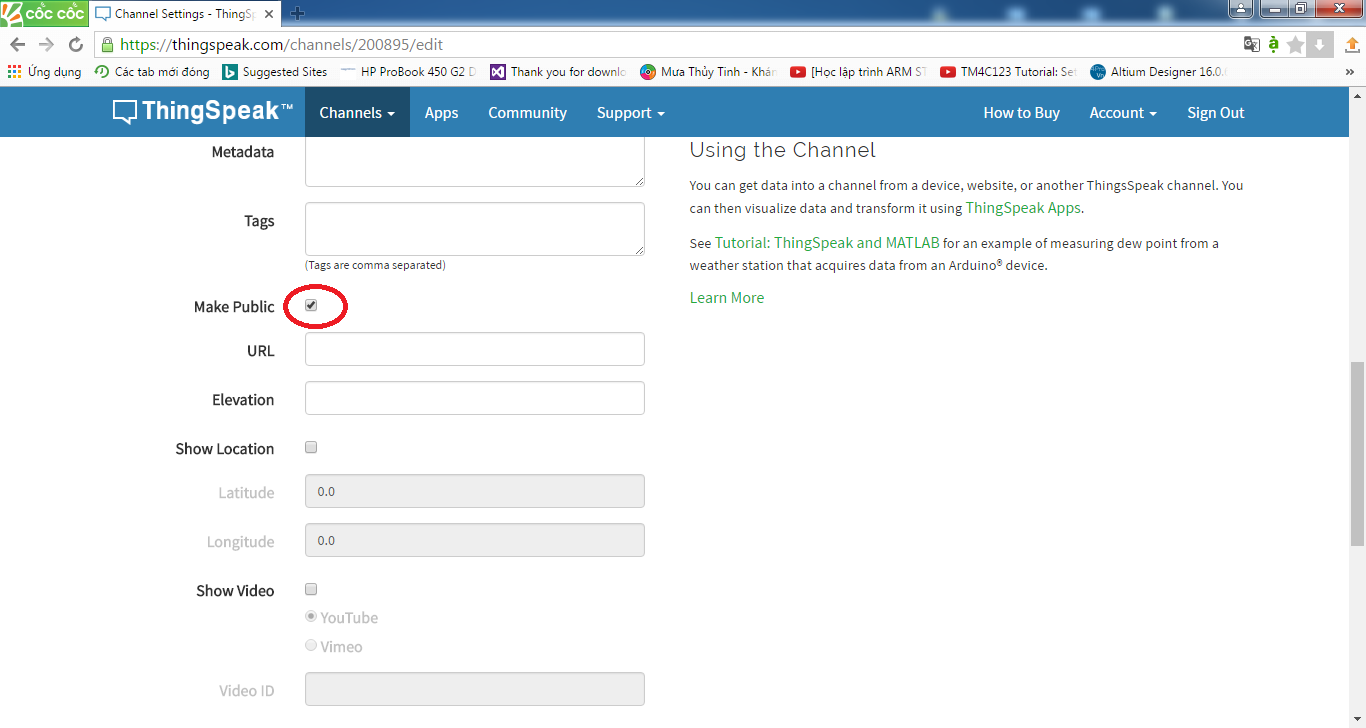 cốc cốc
Channel Settings - ThingSp
https://thingspeak.com/channels/200895/edit
Ứng dụng
Các tab mới đóng
Suggested Sites
HP ProBook 450 G2 D
Thank you for downlo
Mưa Thủy Tinh - Khán
[Học lập trình ARM ST
TM4C123 Tutorial: Set
Altium Designer 16.0.
»
ThingSpeak™
Channels
Apps
Community
Support
How to Buy
Account
Sign Out
Metadata
Tags
(Tags are comma separated)
Make Public
URL
Elevation
Show Location
Latitude
0.0
Longitude
0.0
Show Video
YouTube
Vimeo
Video ID
Using the Channel
You can get data into a channel from a device, website, or another ThingsSpeak channel. You
can then visualize data and transform it using ThingSpeak Apps.
See Tutorial: ThingSpeak and MATLAB for an example of measuring dew point from a
weather station that acquires data from an Arduino® device.
Learn More